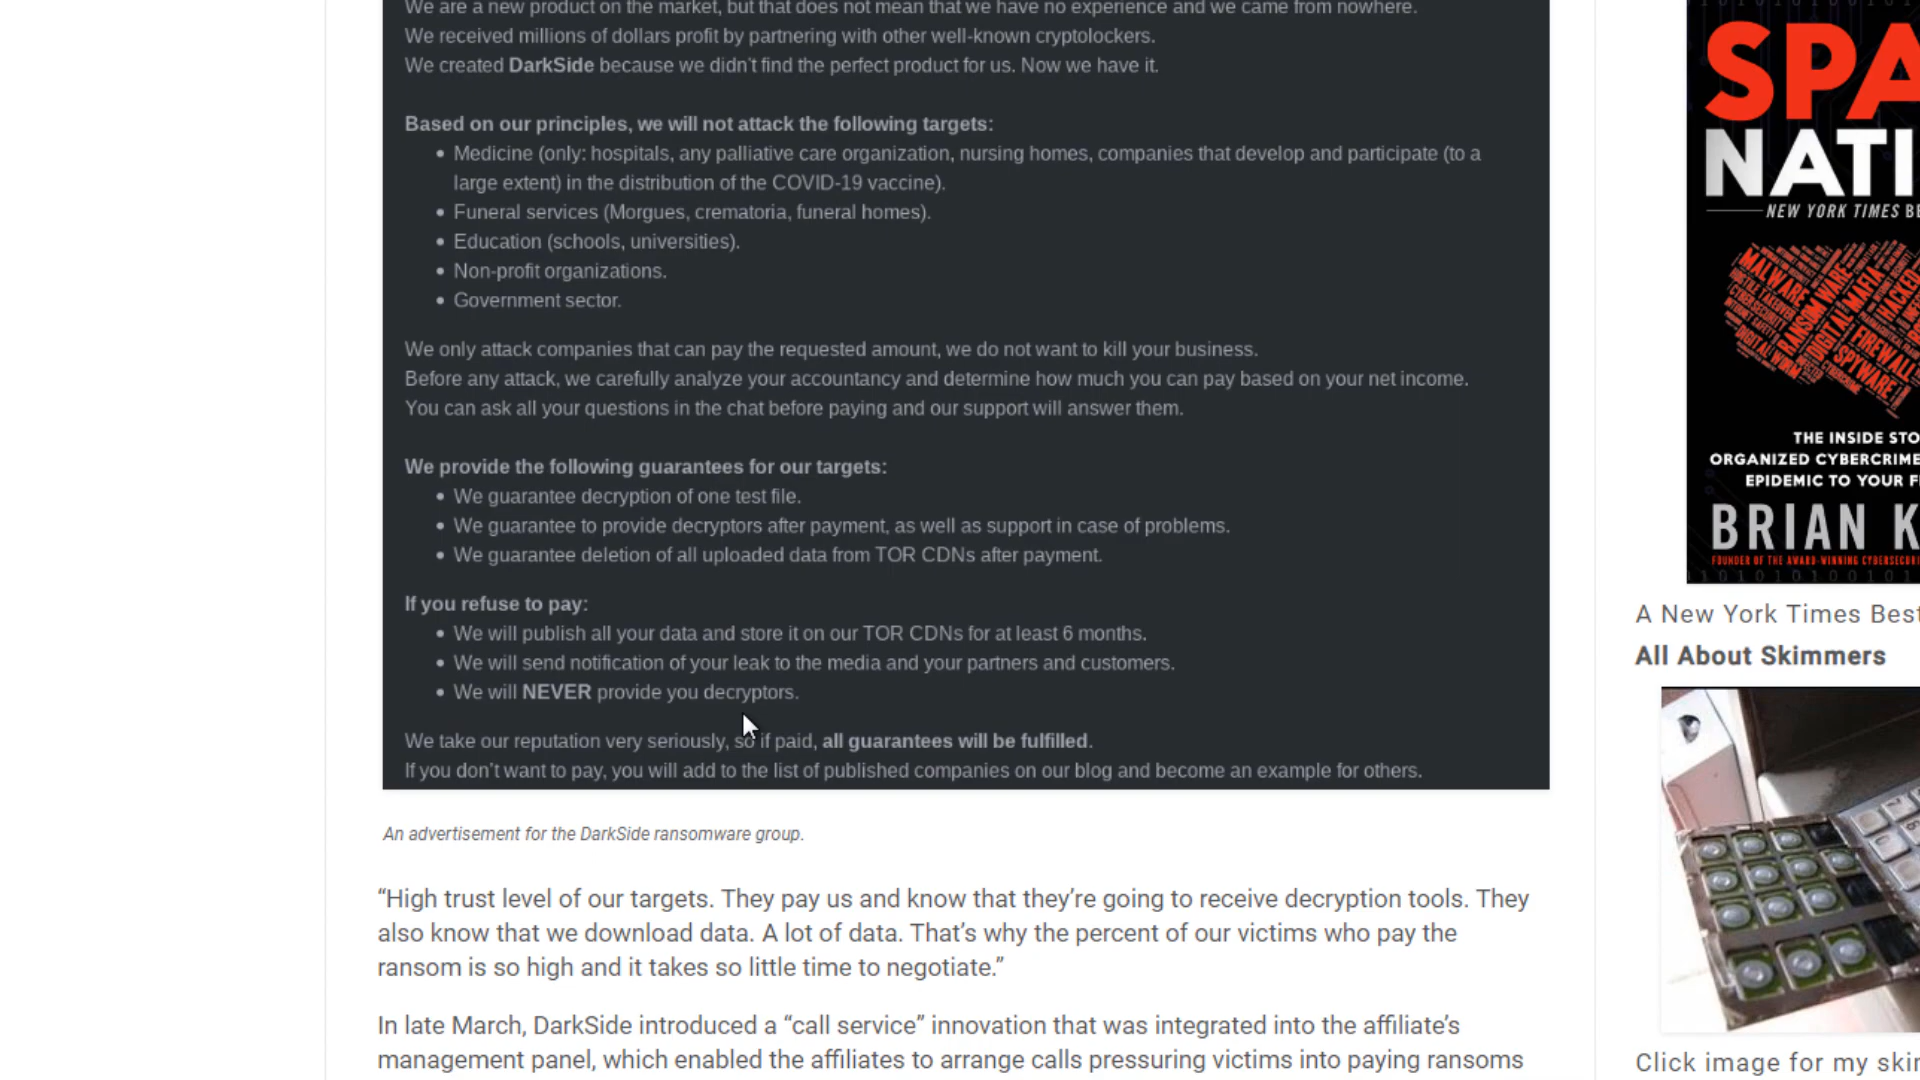 We are a new product on the market, but that does not mean that we have no experience and we came from nowhere.
We received millions of dollars profit by partnering with other well-known cryptolockers.
We created DarkSide because we didn't find the perfect product for us. Now we have it.
Based on our principles, we will not attack the following targets:
• Medicine (only: hospitals, any palliative care organization, nursing homes, companies that develop and participate (to a
large extent) in the distribution of the COVID-19 vaccine).
• Funeral services (Morgues, crematoria, funeral homes).
• Education (schools, universities).
• Non-profit organizations.
• Government sector.
We only attack companies that can pay the requested amount, we do not want to kill your business.
Before any attack, we carefully analyze your accountancy and determine how much you can pay based on your net income.
You can ask all your questions in the chat before paying and our support will answer them.
We provide the following guarantees for our targets:
• We guarantee decryption of one test file.
• We guarantee to provide decryptors after payment, as well as support in case of problems.
• We guarantee deletion of all uploaded data from TOR CDNs after payment.
If you refuse to pay:
• We will publish all your data and store it on our TOR CDNs for at least 6 months.
• We will send notification of your leak to the media and your partners and customers.
• We will NEVER provide you decryptors.
We take our reputation very seriously, so if paid, all guarantees will be fulfilled.
If you don't want to pay, you will add to the list of published companies on our blog and become an example for others.
An advertisement for the DarkSide ransomware group.
“High trust level of our targets. They pay us and know that they’re going to receive decryption tools. They
also know that we download data. A lot of data. That’s why the percent of our victims who pay the
ransom is so high and it takes so little time to negotiate.”
In late March, DarkSide introduced a “call service” innovation that was integrated into the affiliate’s
management panel, which enabled the affiliates to arrange calls pressuring victims into paying ransoms
SPA
NATI
NEW YORK TIMES BE
MALWARE
RANSOMWARE
DIGITAL MAFIA
HACKED
FIREWALL
SPYWARE
DIGITAL WORM
THE INSIDE STO
ORGANIZED CYBERCRIME
EPIDEMIC TO YOUR F
BRIAN K
FOUNDER OF THE AWARD-WINNING CYBERSECURI
A New York Times Best
All About Skimmers
Click image for my skin